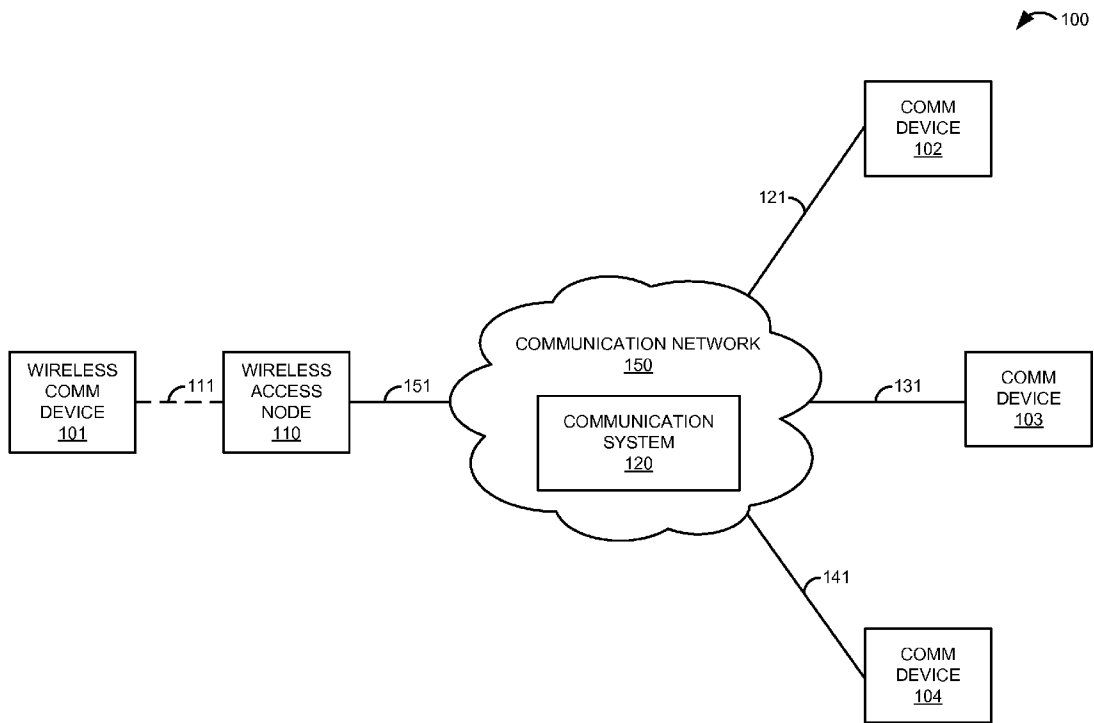 100
COMM
DEVICE
102
121
COMMUNICATION NETWORK
150
WIRELESS
COMM
DEVICE
101
111
WIRELESS
ACCESS
NODE
110
151
COMMUNICATION
SYSTEM
120
131
COMM
DEVICE
103
141
COMM
DEVICE
104